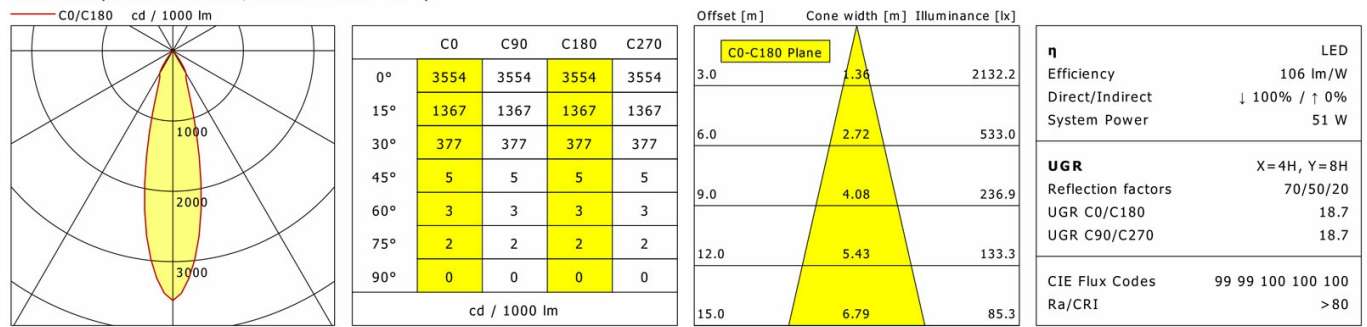 C0/C180 cd / 1000 lm
1000
2000
3000
C0 C90 C180 C270
0° 3554 3554 3554 3554
15° 1367 1367 1367 1367
30° 377 377 377 377
45° 5 5 5 5
60° 3 3 3 3
75° 2 2 2 2
90° 0 0 0 0
cd / 1000 lm
Offset [m] Cone width [m] Illuminance [lx]
C0-C180 Plane
3.0 1.36 2132.2
6.0 2.72 533.0
9.0 4.08 236.9
12.0 5.43 133.3
15.0 6.79 85.3
η LED
Efficiency 106 lm/W
Direct/Indirect ↓ 100% / ↑ 0%
System Power 51 W
UGR X=4H, Y=8H
Reflection factors 70/50/20
UGR C0/C180 18.7
UGR C90/C270 18.7
CIE Flux Codes 99 99 100 100 100
Ra/CRI >80